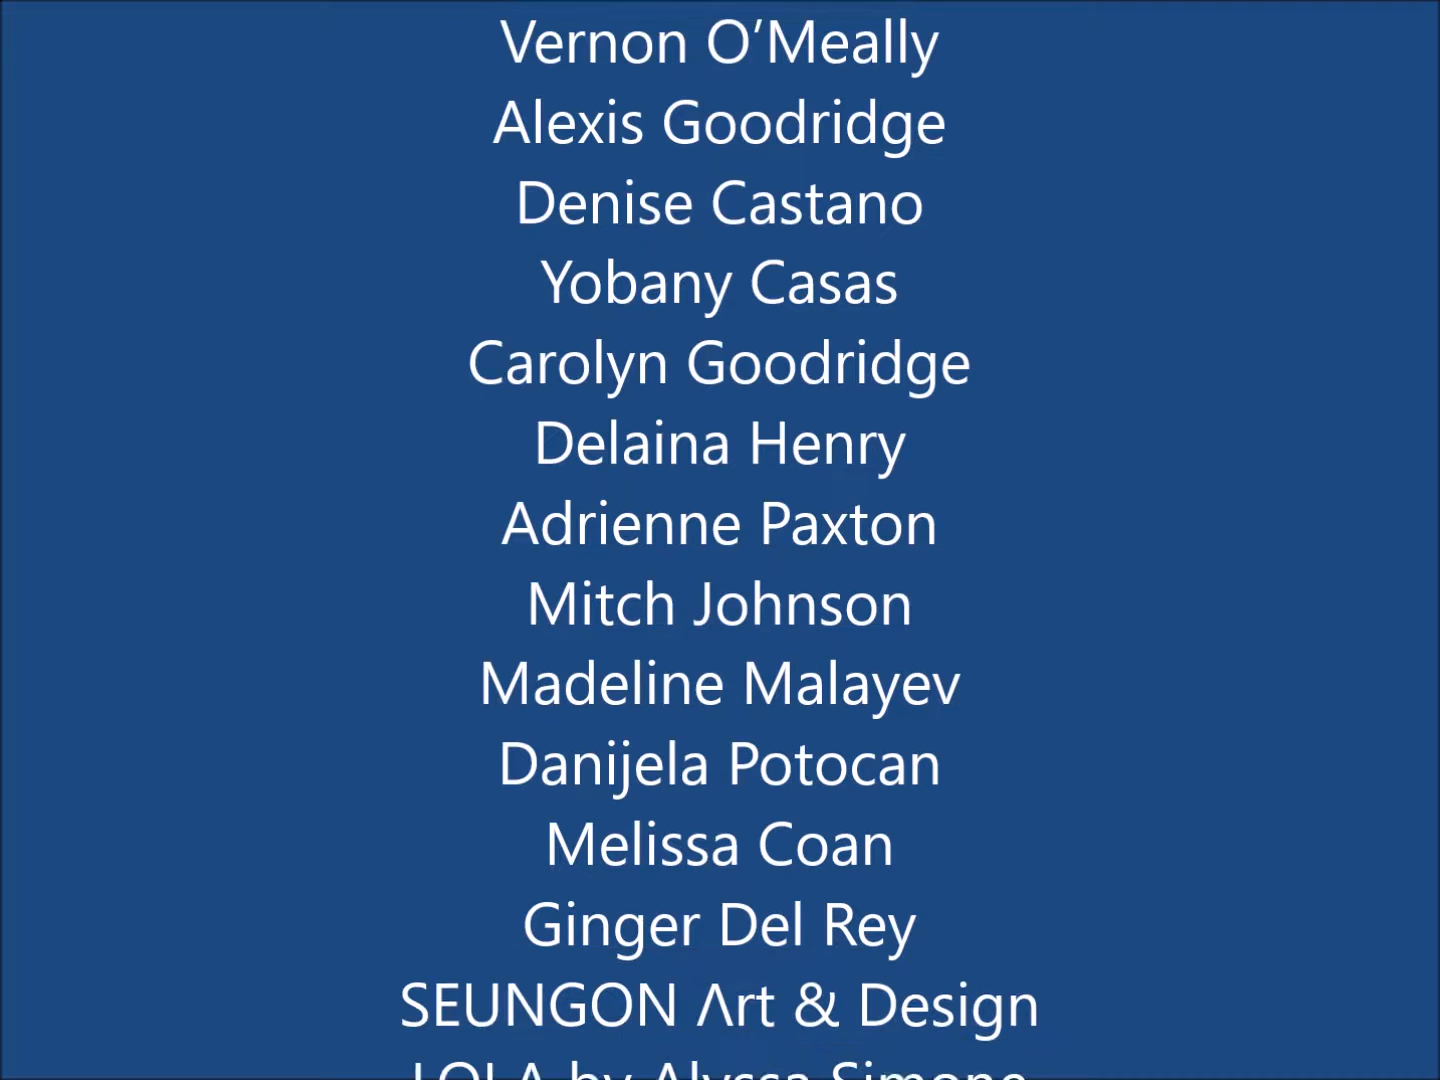 Vernon O’Meally
Alexis Goodridge
Denise Castano
Yobany Casas
Carolyn Goodridge
Delaina Henry
Adrienne Paxton
Mitch Johnson
Madeline Malayev
Danijela Potocan
Melissa Coan
Ginger Del Rey
SEUNGON Λrt & Design
LOLA by Alyssa Simone